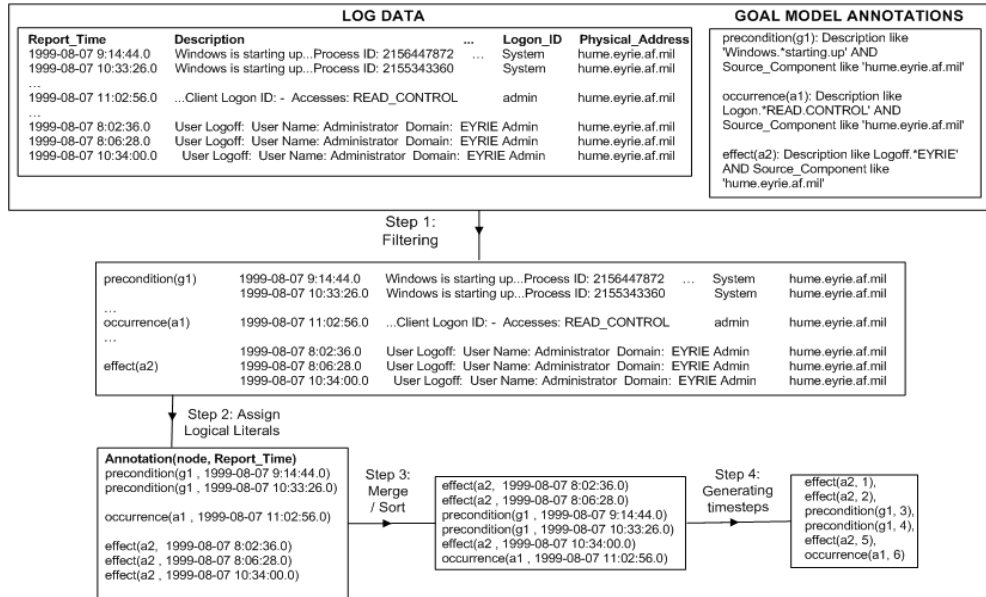 LOG DATA
Report_Time Description ... Logon_ID Physical_Address
1999-08-07 9:14:44.0 Windows is starting up...Process ID: 2156447872 ... System hume.eyrie.af.mil
1999-08-07 10:33:26.0 Windows is starting up...Process ID: 2155343360 System hume.eyrie.af.mil
...
1999-08-07 11:02:56.0 ...Client Logon ID: - Accesses: READ_CONTROL admin hume.eyrie.af.mil
...
1999-08-07 8:02:36.0 User Logoff: User Name: Administrator Domain: EYRIE Admin hume.eyrie.af.mil
1999-08-07 8:06:28.0 User Logoff: User Name: Administrator Domain: EYRIE Admin hume.eyrie.af.mil
1999-08-07 10:34:00.0 User Logoff: User Name: Administrator Domain: EYRIE Admin hume.eyrie.af.mil
GOAL MODEL ANNOTATIONS
precondition(g1): Description like
'Windows.*starting.up' AND
Source_Component like 'hume.eyrie.af.mil'
occurrence(a1): Description like
Logon.*READ.CONTROL' AND
Source_Component like 'hume.eyrie.af.mil'
effect(a2): Description like Logoff.*EYRIE'
AND Source_Component like
'hume.eyrie.af.mil'
Step 1:
Filtering
precondition(g1) 1999-08-07 9:14:44.0 Windows is starting up...Process ID: 2156447872 ... System hume.eyrie.af.mil
1999-08-07 10:33:26.0 Windows is starting up...Process ID: 2155343360 System hume.eyrie.af.mil
...
occurrence(a1) 1999-08-07 11:02:56.0 ...Client Logon ID: - Accesses: READ_CONTROL admin hume.eyrie.af.mil
...
1999-08-07 8:02:36.0 User Logoff: User Name: Administrator Domain: EYRIE Admin hume.eyrie.af.mil
effect(a2) 1999-08-07 8:06:28.0 User Logoff: User Name: Administrator Domain: EYRIE Admin hume.eyrie.af.mil
1999-08-07 10:34:00.0 User Logoff: User Name: Administrator Domain: EYRIE Admin hume.eyrie.af.mil
Step 2: Assign
Logical Literals
Annotation(node, Report_Time)
precondition(g1 , 1999-08-07 9:14:44.0)
precondition(g1 , 1999-08-07 10:33:26.0)
occurrence(a1 , 1999-08-07 11:02:56.0)
effect(a2, 1999-08-07 8:02:36.0)
effect(a2 , 1999-08-07 8:06:28.0)
effect(a2 , 1999-08-07 10:34:00.0)
Step 3:
Merge
/ Sort
effect(a2, 1999-08-07 8:02:36.0)
effect(a2 , 1999-08-07 8:06:28.0)
precondition(g1 , 1999-08-07 9:14:44.0)
precondition(g1 , 1999-08-07 10:33:26.0)
effect(a2 , 1999-08-07 10:34:00.0)
occurrence(a1 , 1999-08-07 11:02:56.0)
Step 4:
Generating
timesteps
effect(a2, 1),
effect(a2, 2),
precondition(g1, 3),
precondition(g1, 4),
effect(a2, 5),
occurrence(a1, 6)